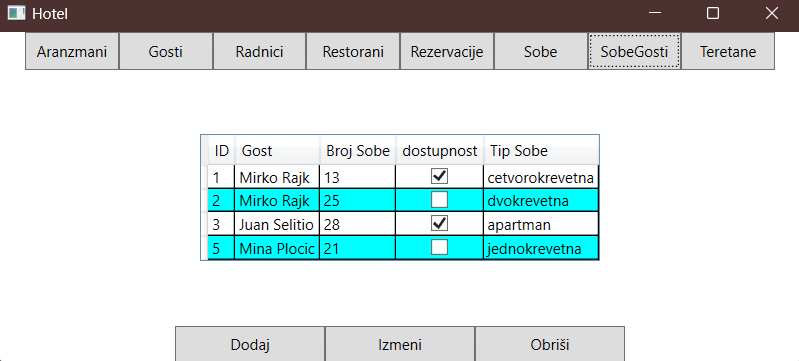 Hotel
Aranzmani Gosti Radnici Restorani Rezervacije Sobe SobeGosti Teretane
ID Gost Broj Sobe dostupnost Tip Sobe
1 Mirko Rajk 13 cetvorokrevetna
2 Mirko Rajk 25 dvokrevetna
3 Juan Selitio 28 apartman
5 Mina Plocic 21 jednokrevetna
Dodaj Izmeni Obriši